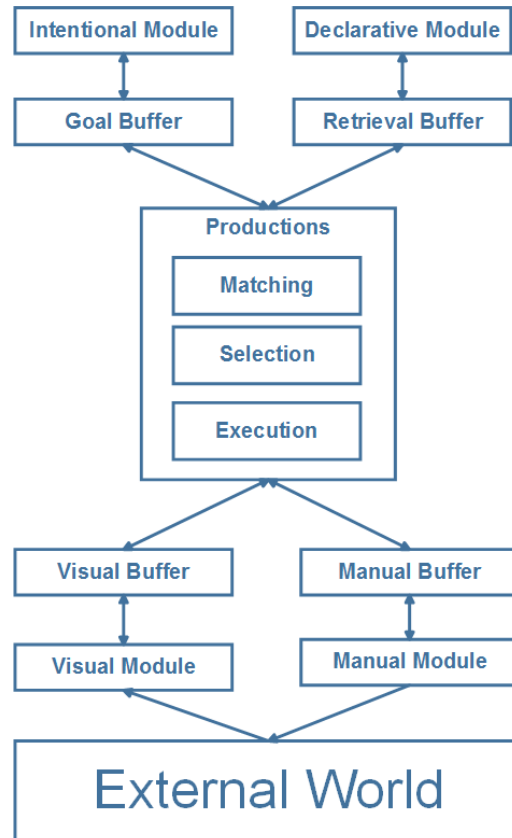 Intentional Module
Declarative Module
Goal Buffer
Retrieval Buffer
Productions
Matching
Selection
Execution
Visual Buffer
Manual Buffer
Visual Module
Manual Module
External World